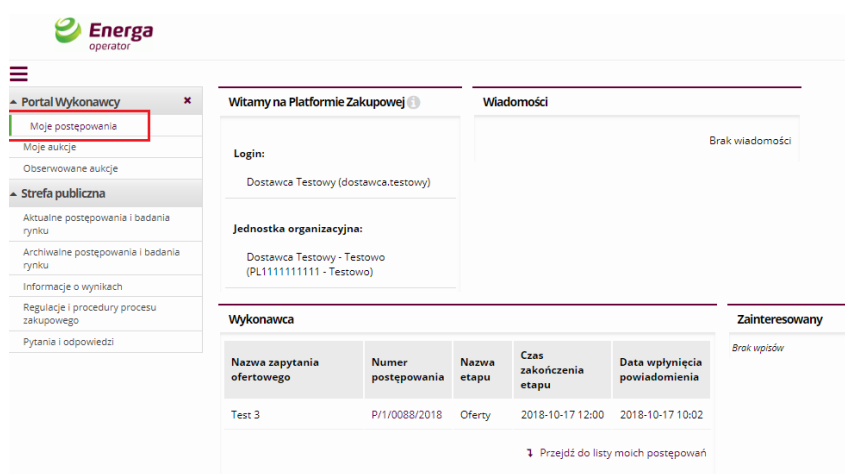 Energa
operator
Portal Wykonawcy
Moje postępowania
Moje aukcje
Obserwowane aukcje
Strefa publiczna
Aktualne postępowania i badania
rynku
Archiwalne postępowania i badania
rynku
Informacje o wynikach
Regulacje i procedury procesu
zakupowego
Pytania i odpowiedzi
Witamy na Platformie Zakupowej
Login:
Dostawca Testowy (dostawca.testowy)
Jednostka organizacyjna:
Dostawca Testowy - Testowo
(PL1111111111 - Testowo)
Wiadomości
Brak wiadomości
Wykonawca
Nazwa zapytania
ofertowego
Numer
postępowania
Nazwa
etapu
Czas
zakończenia
etapu
Data wpłynięcia
powiadomienia
Test 3 P/1/0088/2018 Oferty 2018-10-17 12:00 2018-10-17 10:02
Przejdź do listy moich postępowań
Zainteresowany
Brak wpisów